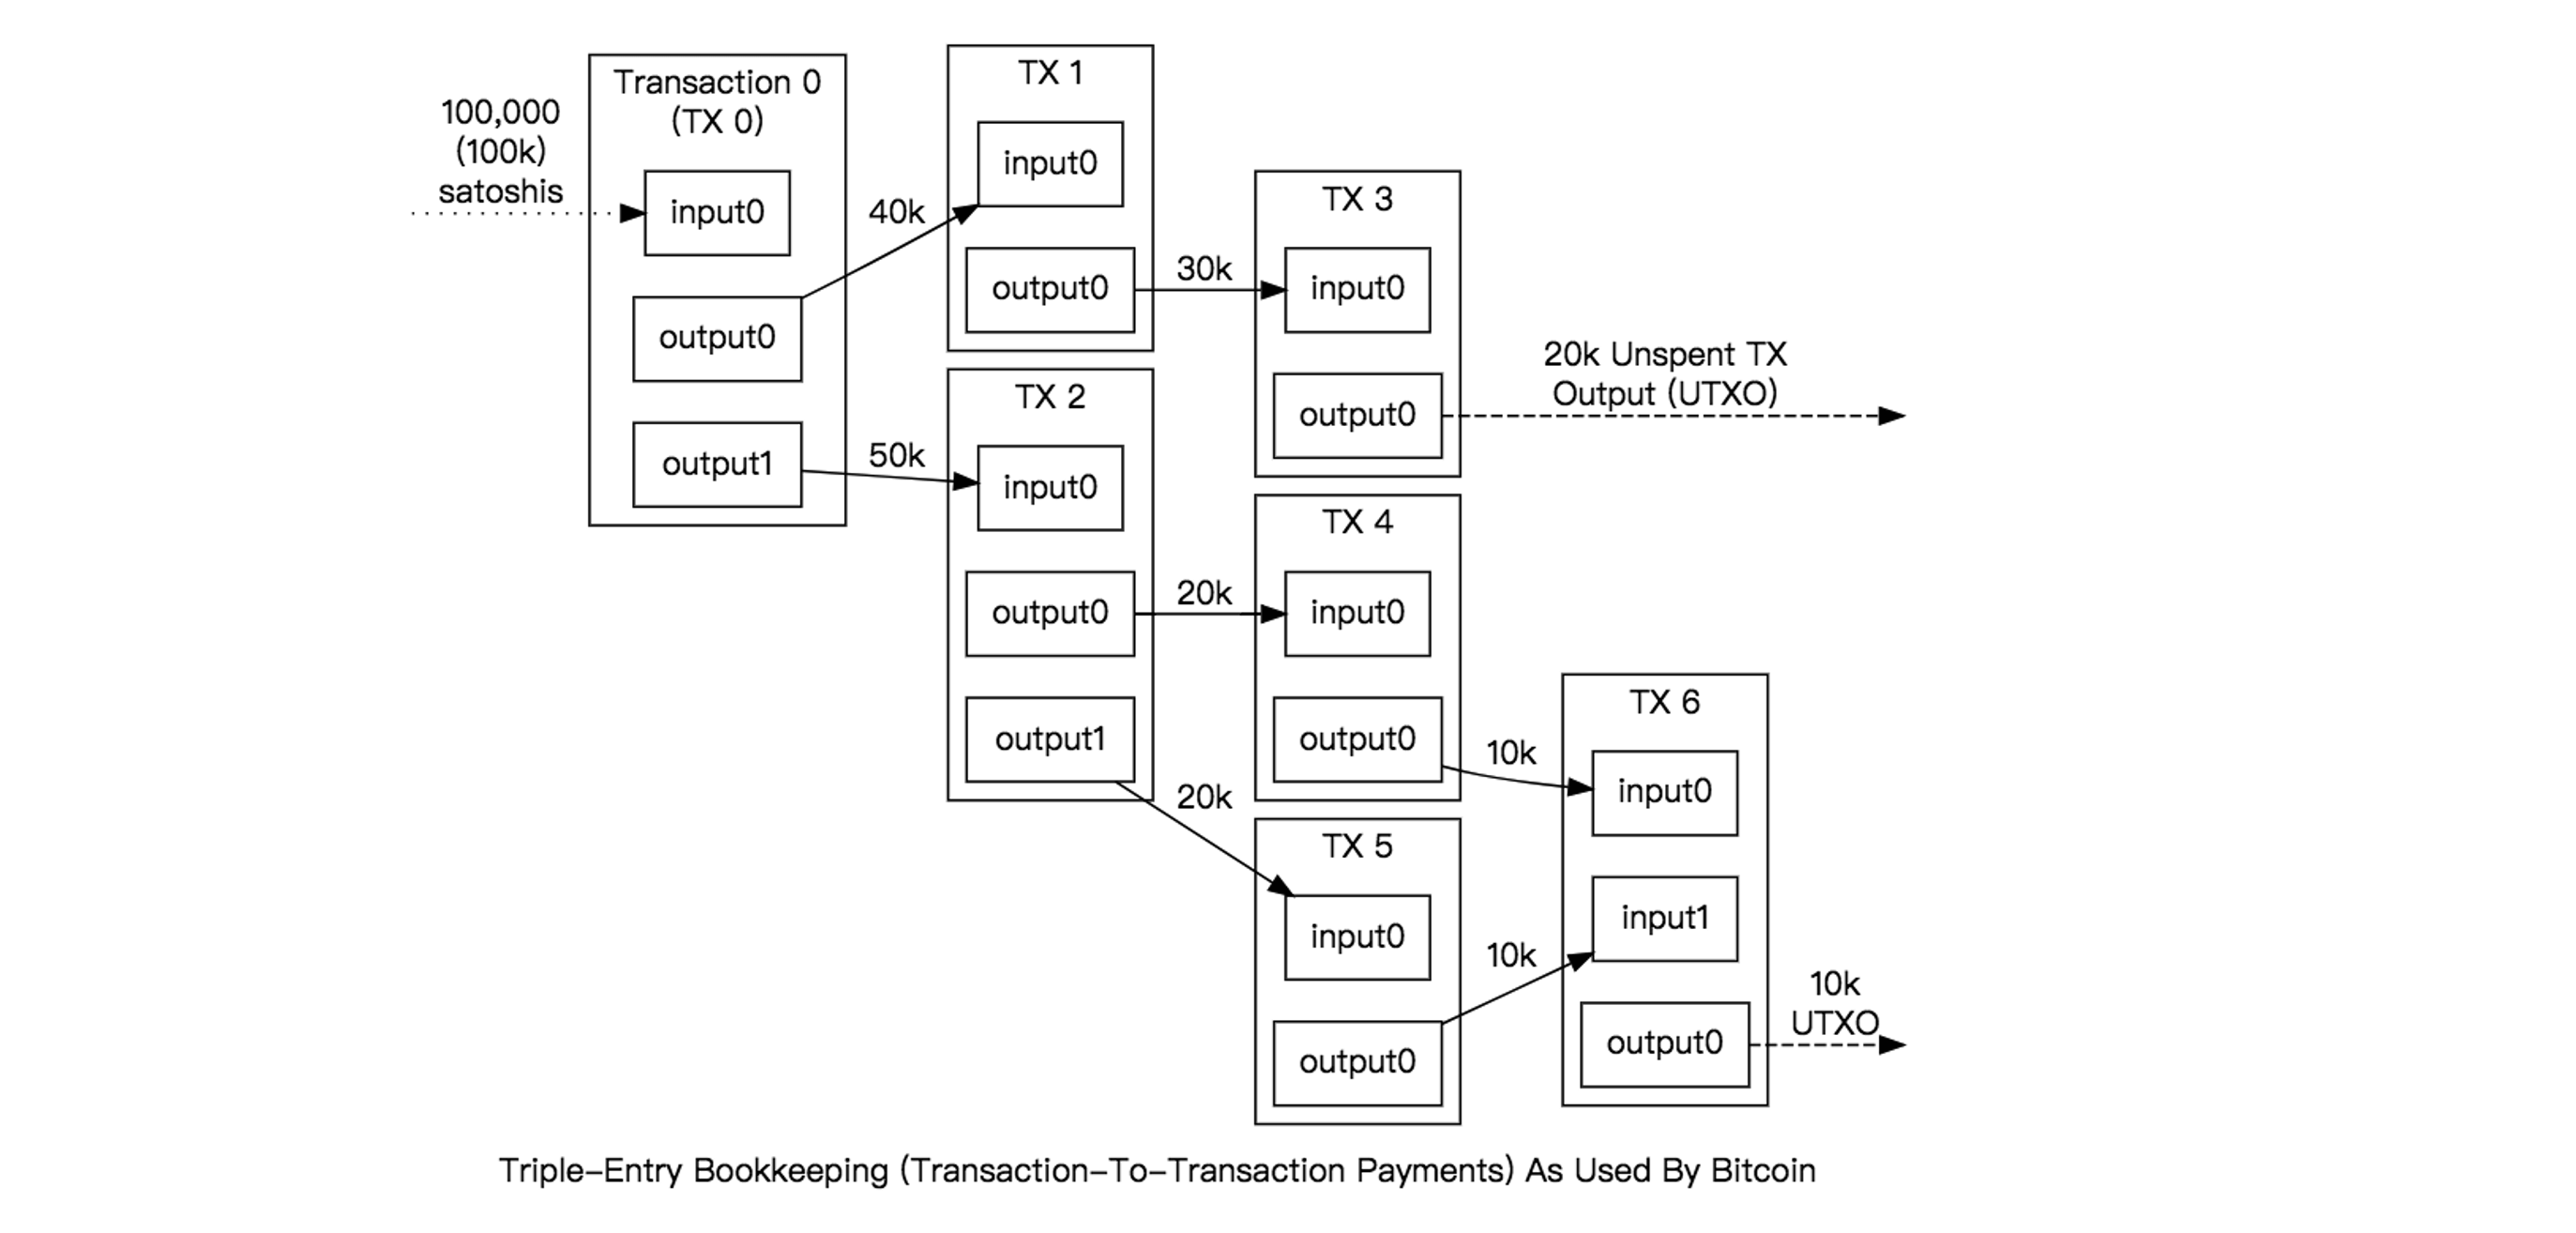 100,000
(100k)
satoshis
Transaction 0
(TX 0)
input0
output0
output1
40k
50k
TX 1
input0
output0
30k
TX 2
input0
output0
output1
20k
20k
TX 3
input0
output0
20k Unspent TX
Output (UTXO)
TX 4
input0
output0
10k
TX 5
input0
output0
10k
TX 6
input0
input1
output0
10k
UTXO
Triple-Entry Bookkeeping (Transaction-To-Transaction Payments) As Used By Bitcoin